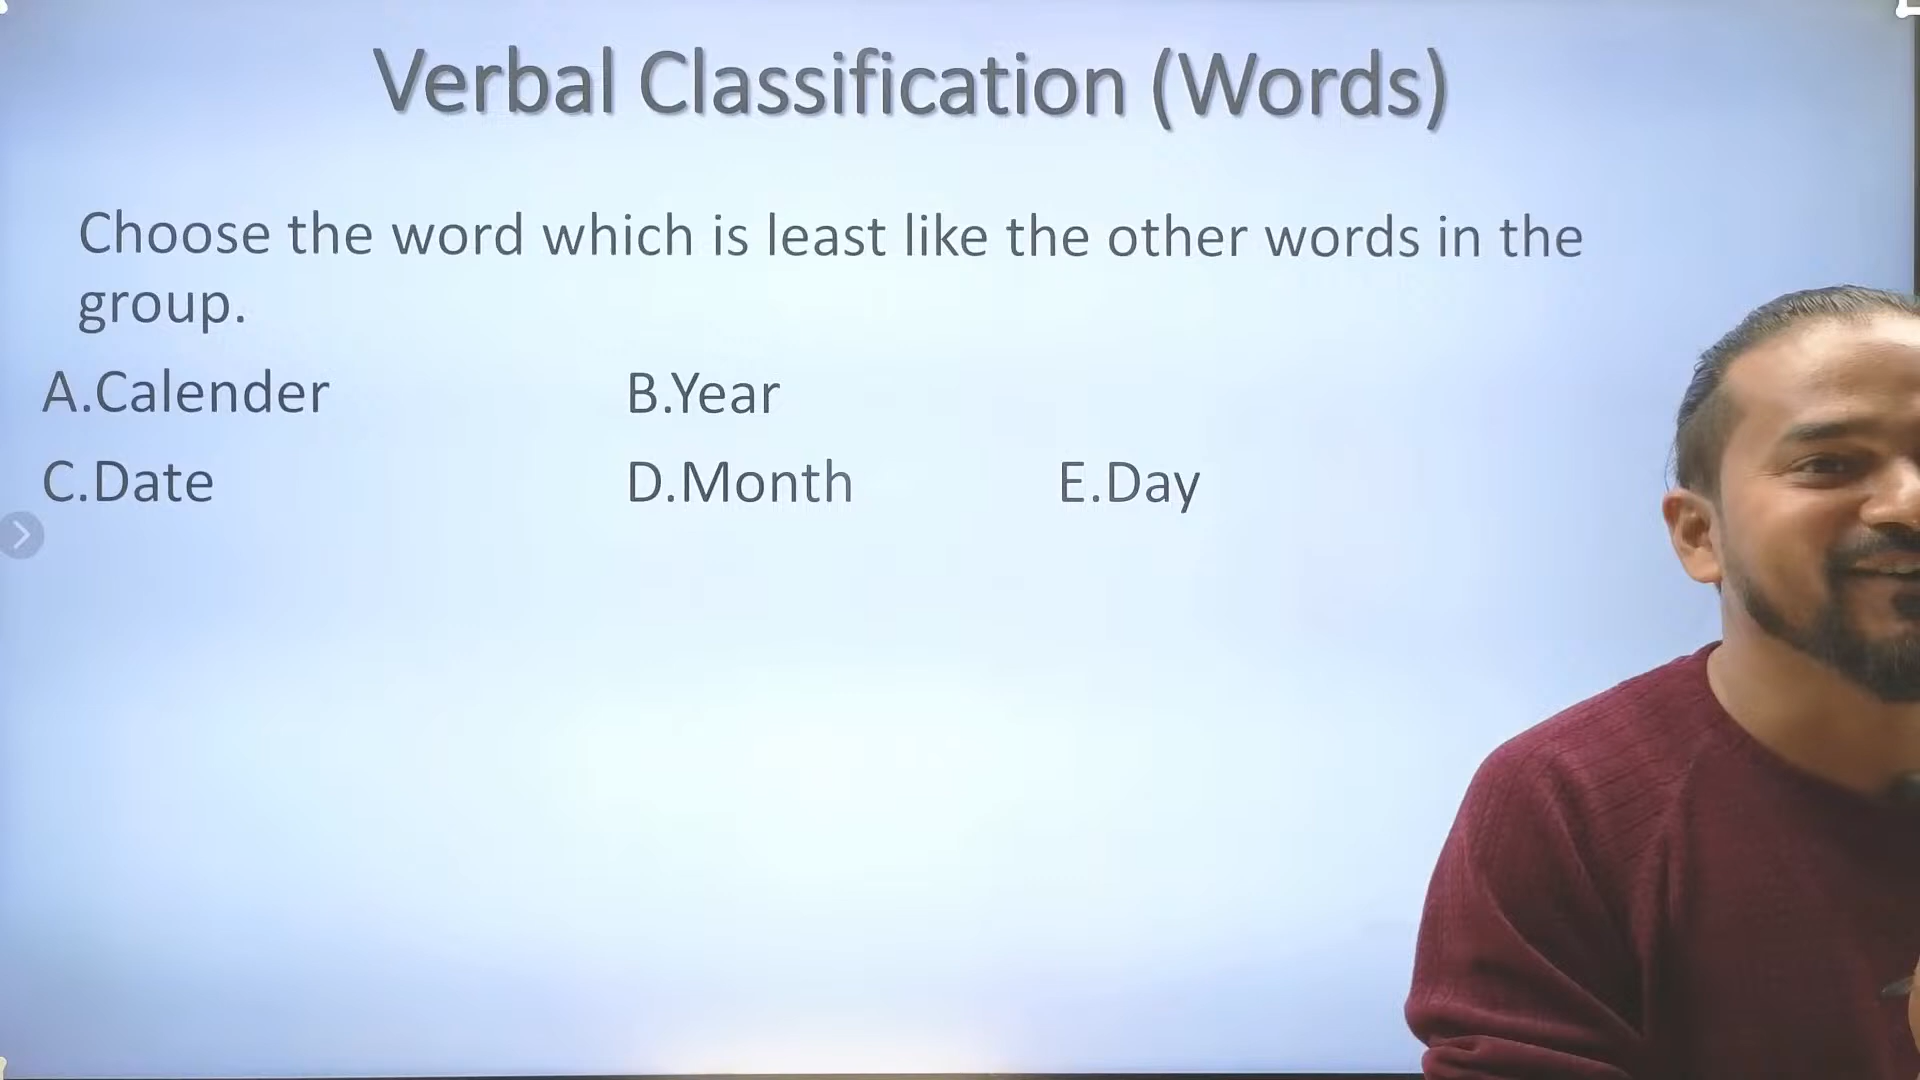 Verbal Classification (Words)
Choose the word which is least like the other words in the
group.
A.Calender B.Year
C.Date D.Month E.Day